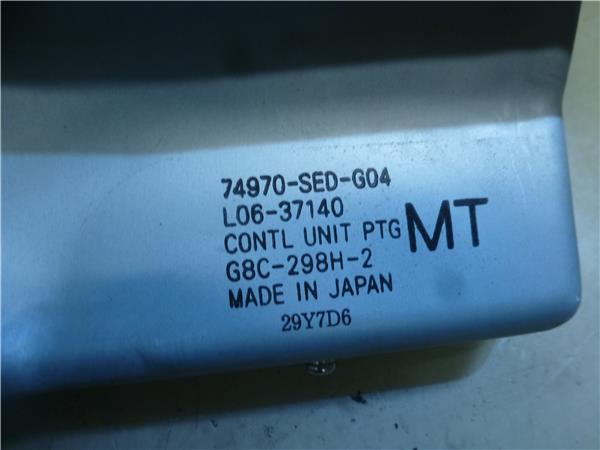 74970-SED-G04
L06-37140
CONTL UNIT PTG MT
G8C-298H-2
MADE IN JAPAN
29Y7D6